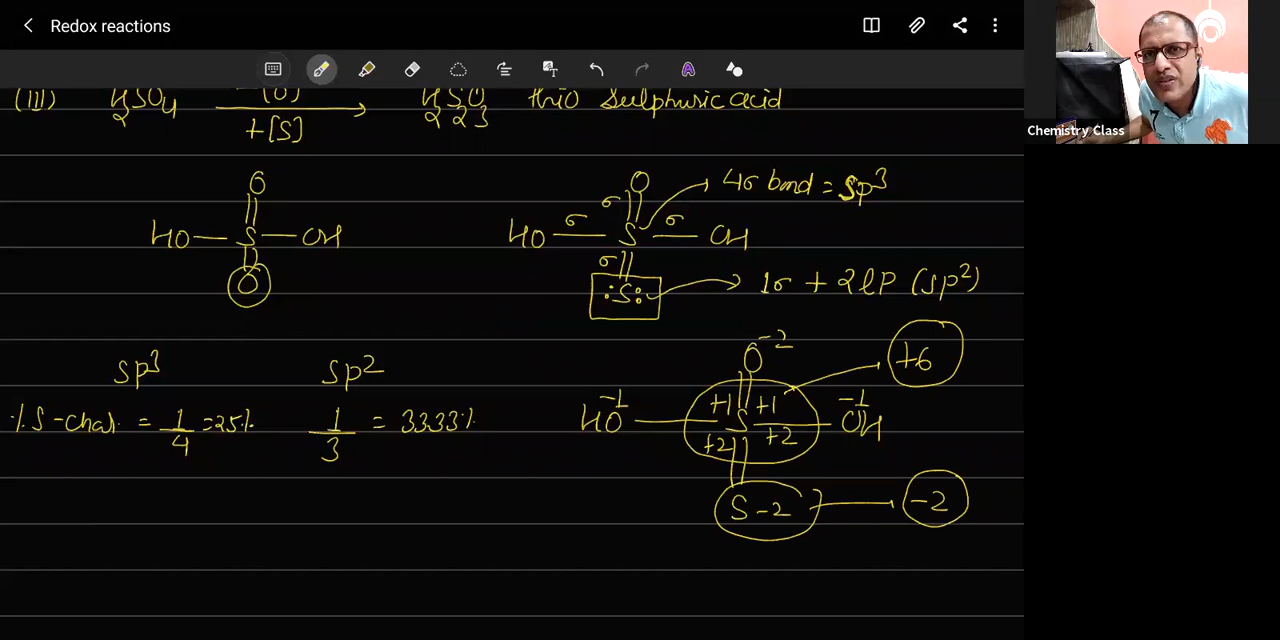 Redox reactions
(III) H2SO4 -[O] +[S] H2S2O3 thio Sulphuric acid
O
HO — S — OH
O
O
4σ bond = sp³
HO σ σ S σ OH
σ
:S: 1σ + 2lp (sp²)
sp³ sp²
% S-char. = 1/4 = 25% 1/3 = 33.33%
O-2
+6
+1 +1
HO-1 S OH-1
+2 +2
S-2 -2
Chemistry Class
7